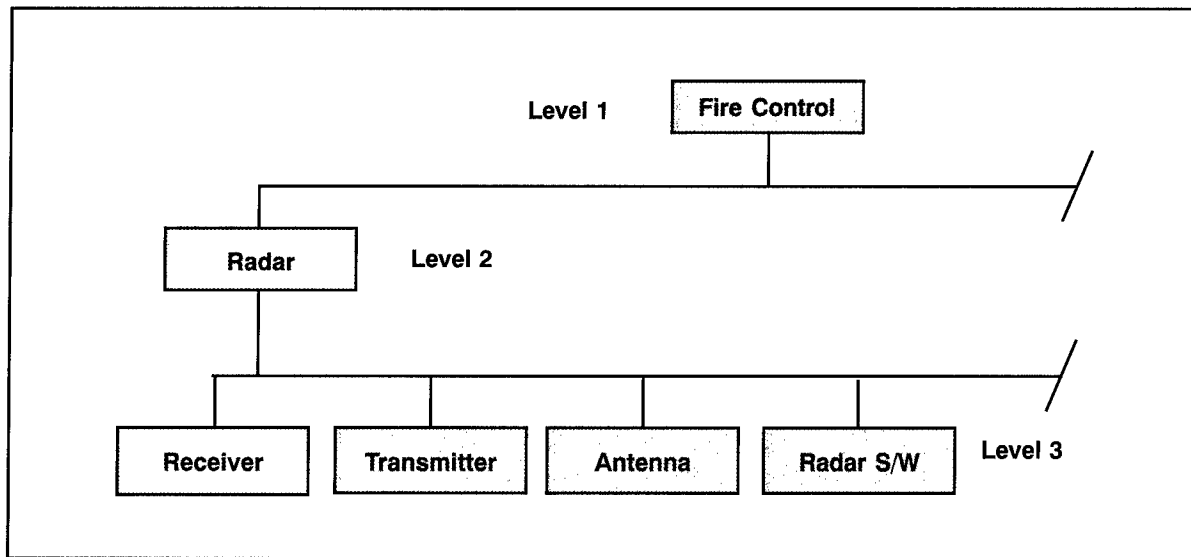 Level 1
Fire Control
Radar
Level 2
Receiver
Transmitter
Antenna
Radar S/W
Level 3